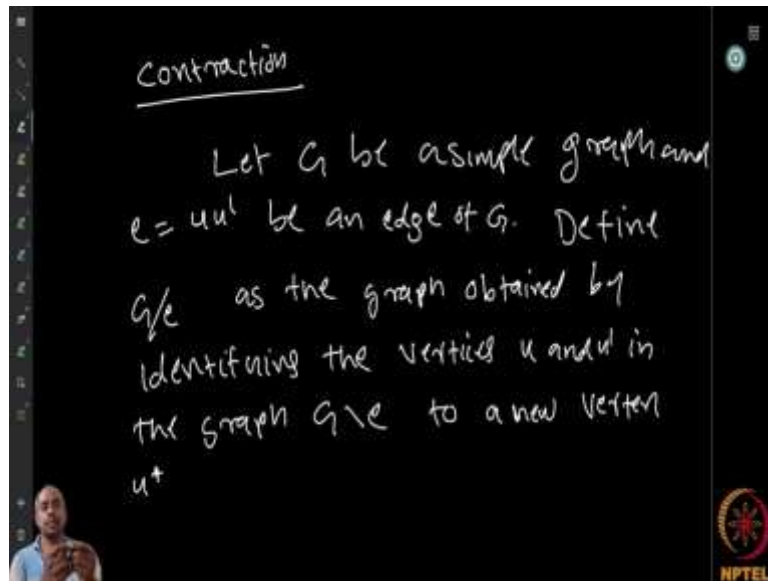 Contraction
Let G be a simple graph and
e = uu' be an edge of G. Define
G/e as the graph obtained by
identifying the vertices u and u' in
the graph G\e to a new vertex
u*
NPTEL